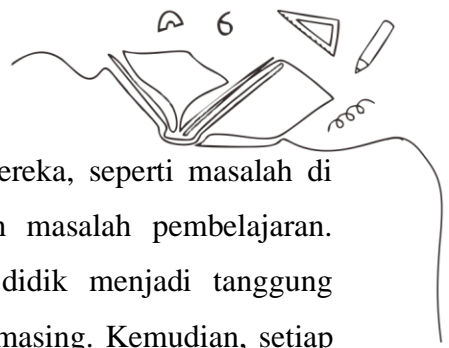 6
ereka, seperti masalah di
masalah pembelajaran.
didik menjadi tanggung
masing. Kemudian, setiap